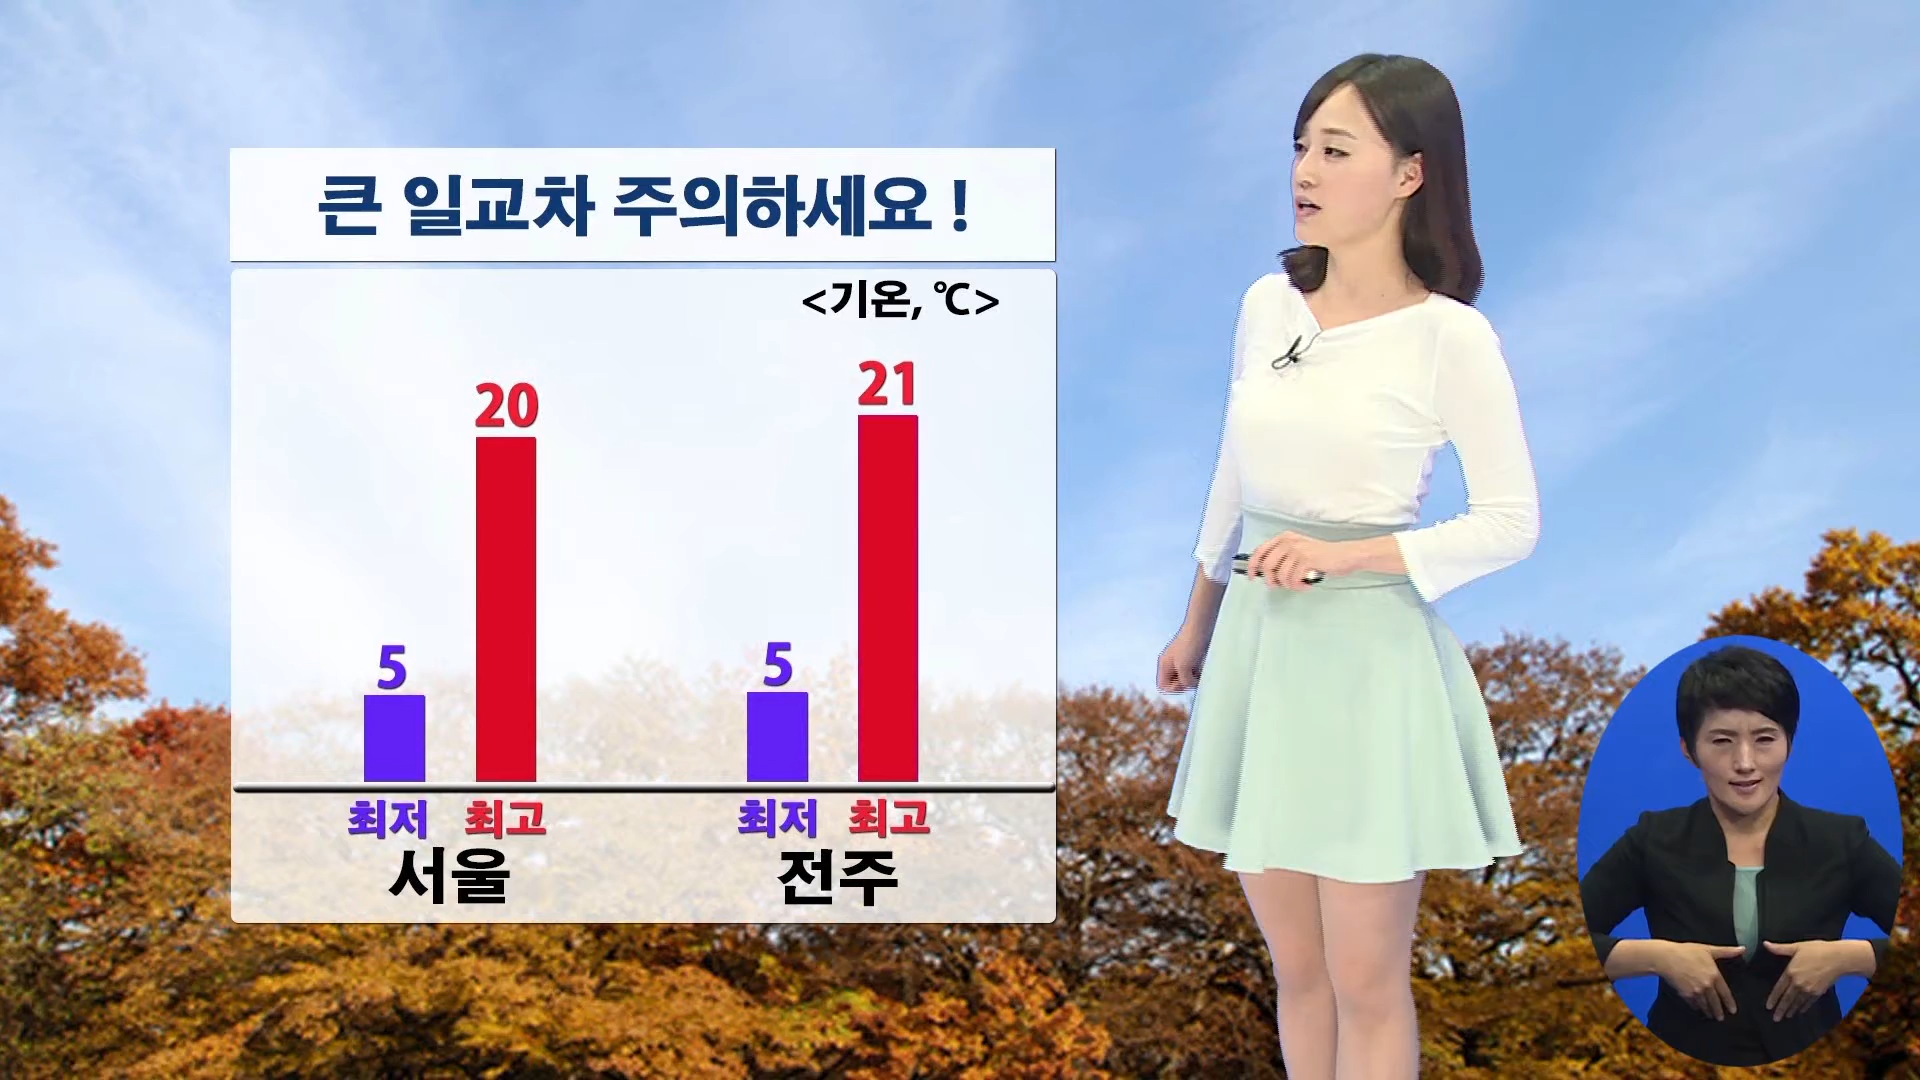 큰 일교차 주의하세요 !
<기온, ℃>
20
21
5
5
최저 최고
최저 최고
서울
전주